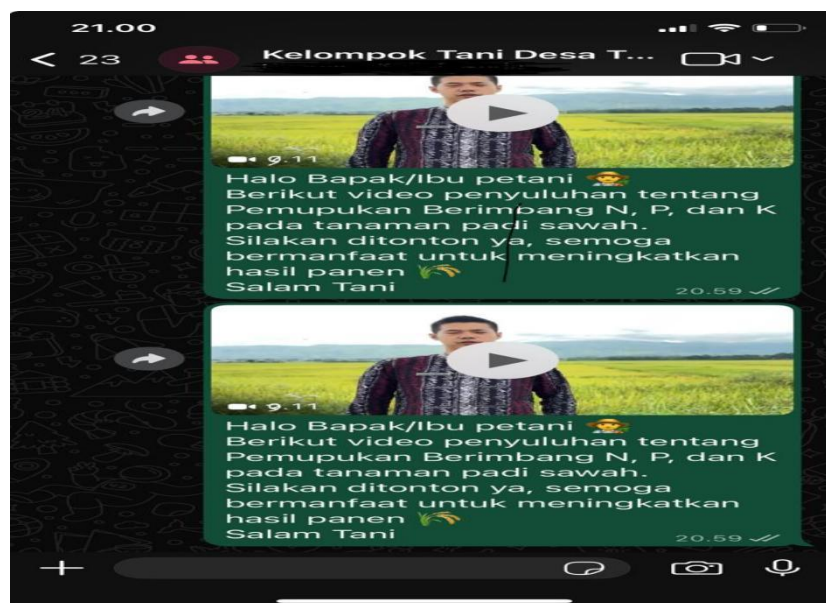 21.00
23 Kelompok Tani Desa T...
9.11
Halo Bapak/Ibu petani 🧑‍🌾
Berikut video penyuluhan tentang
Pemupukan Berimbang N, P, dan K
pada tanaman padi sawah.
Silakan ditonton ya, semoga
bermanfaat untuk meningkatkan
hasil panen 🌾
Salam Tani
20.59
9.11
Halo Bapak/Ibu petani 🧑‍🌾
Berikut video penyuluhan tentang
Pemupukan Berimbang N, P, dan K
pada tanaman padi sawah.
Silakan ditonton ya, semoga
bermanfaat untuk meningkatkan
hasil panen 🌾
Salam Tani
20.59